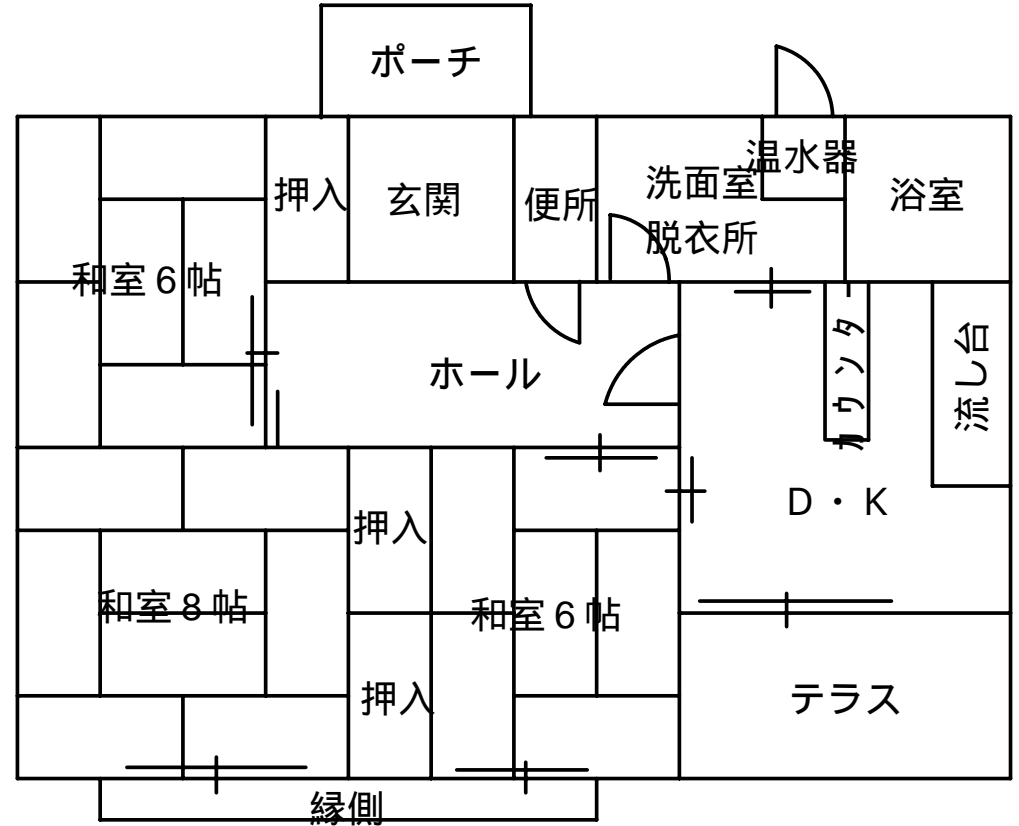 ポーチ
押入
玄関
便所
洗面室
脱衣所
温水器
浴室
和室６帖
ホール
カウンター
流し台
押入
D・K
和室８帖
和室６帖
押入
テラス
縁側